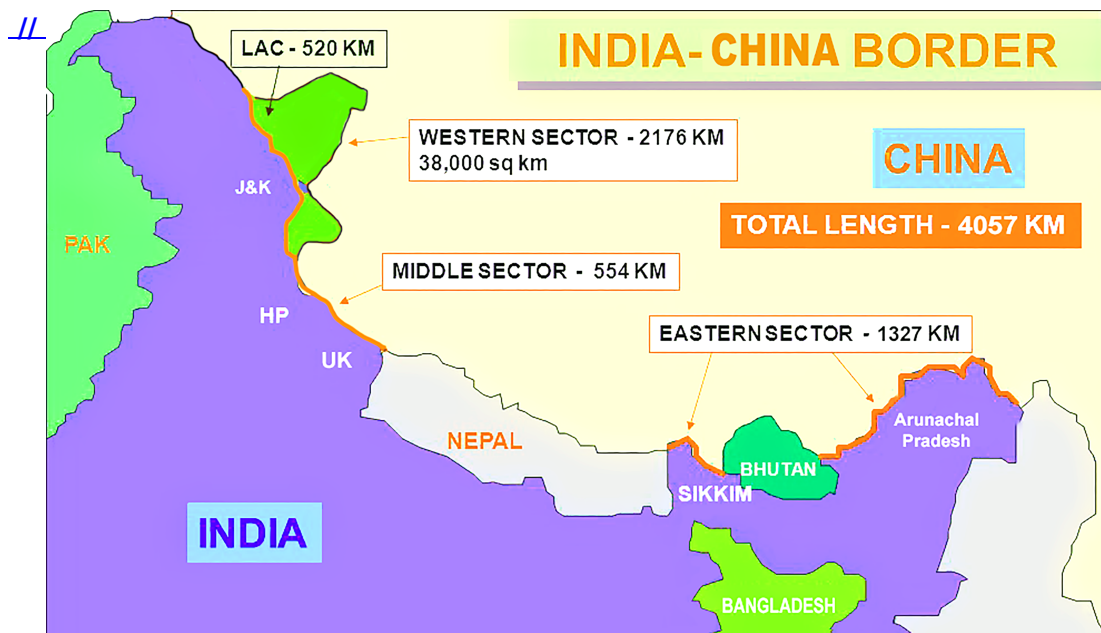 //
LAC - 520 KM
INDIA- CHINA BORDER
WESTERN SECTOR - 2176 KM
38,000 sq km
CHINA
J&K
TOTAL LENGTH - 4057 KM
PAK
MIDDLE SECTOR - 554 KM
HP
EASTERN SECTOR - 1327 KM
UK
Arunachal
Pradesh
NEPAL
BHUTAN
SIKKIM
INDIA
BANGLADESH